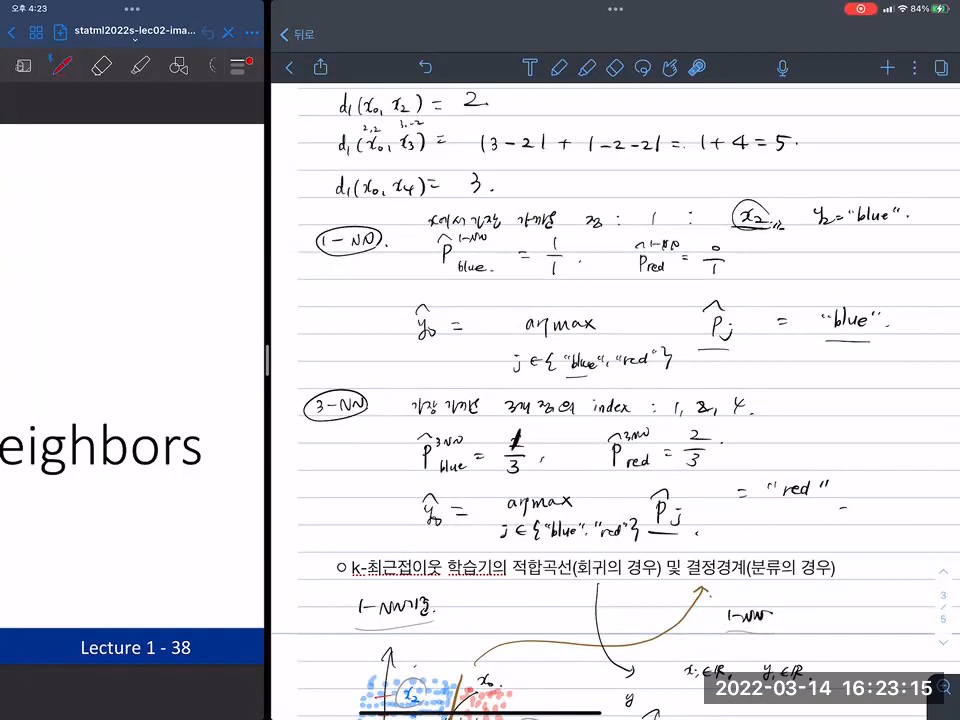 오후 4:23
84%
statml2022s-lec02-ima...
뒤로
d₁(x₀, x₂) = 2
2,2 3,-2
d₁(x₀, x₃) = |3-2| + |-2-2| = 1 + 4 = 5.
d₁(x₀, x₄) = 3.
가장 가까운 점 : 1 : x₂ y₂="blue".
1-NN.
P̂ 1-NN blue = 1/1 . P̂ 1-NN red = 0/1
ŷ₀ = argmax P̂j = "blue".
j ∈ { "blue", "red" }
3-NN 가장 가까운 3개 점의 index : 1, 2, 4.
P̂ 3NN blue = 1/3 , P̂ 3NN red = 2/3 .
ŷ₀ = argmax P̂j = "red"
j ∈ { "blue", "red" } .
eighbors
○ k-최근접이웃 학습기의 적합곡선(회귀의 경우) 및 결정경계(분류의 경우)
1-NN기준.
1-NN
3
/
5
Lecture 1 - 38
x₀.
xᵢ ∈ ℝ, yᵢ ∈ ℝ.
x₂
y
2022-03-14 16:23:15